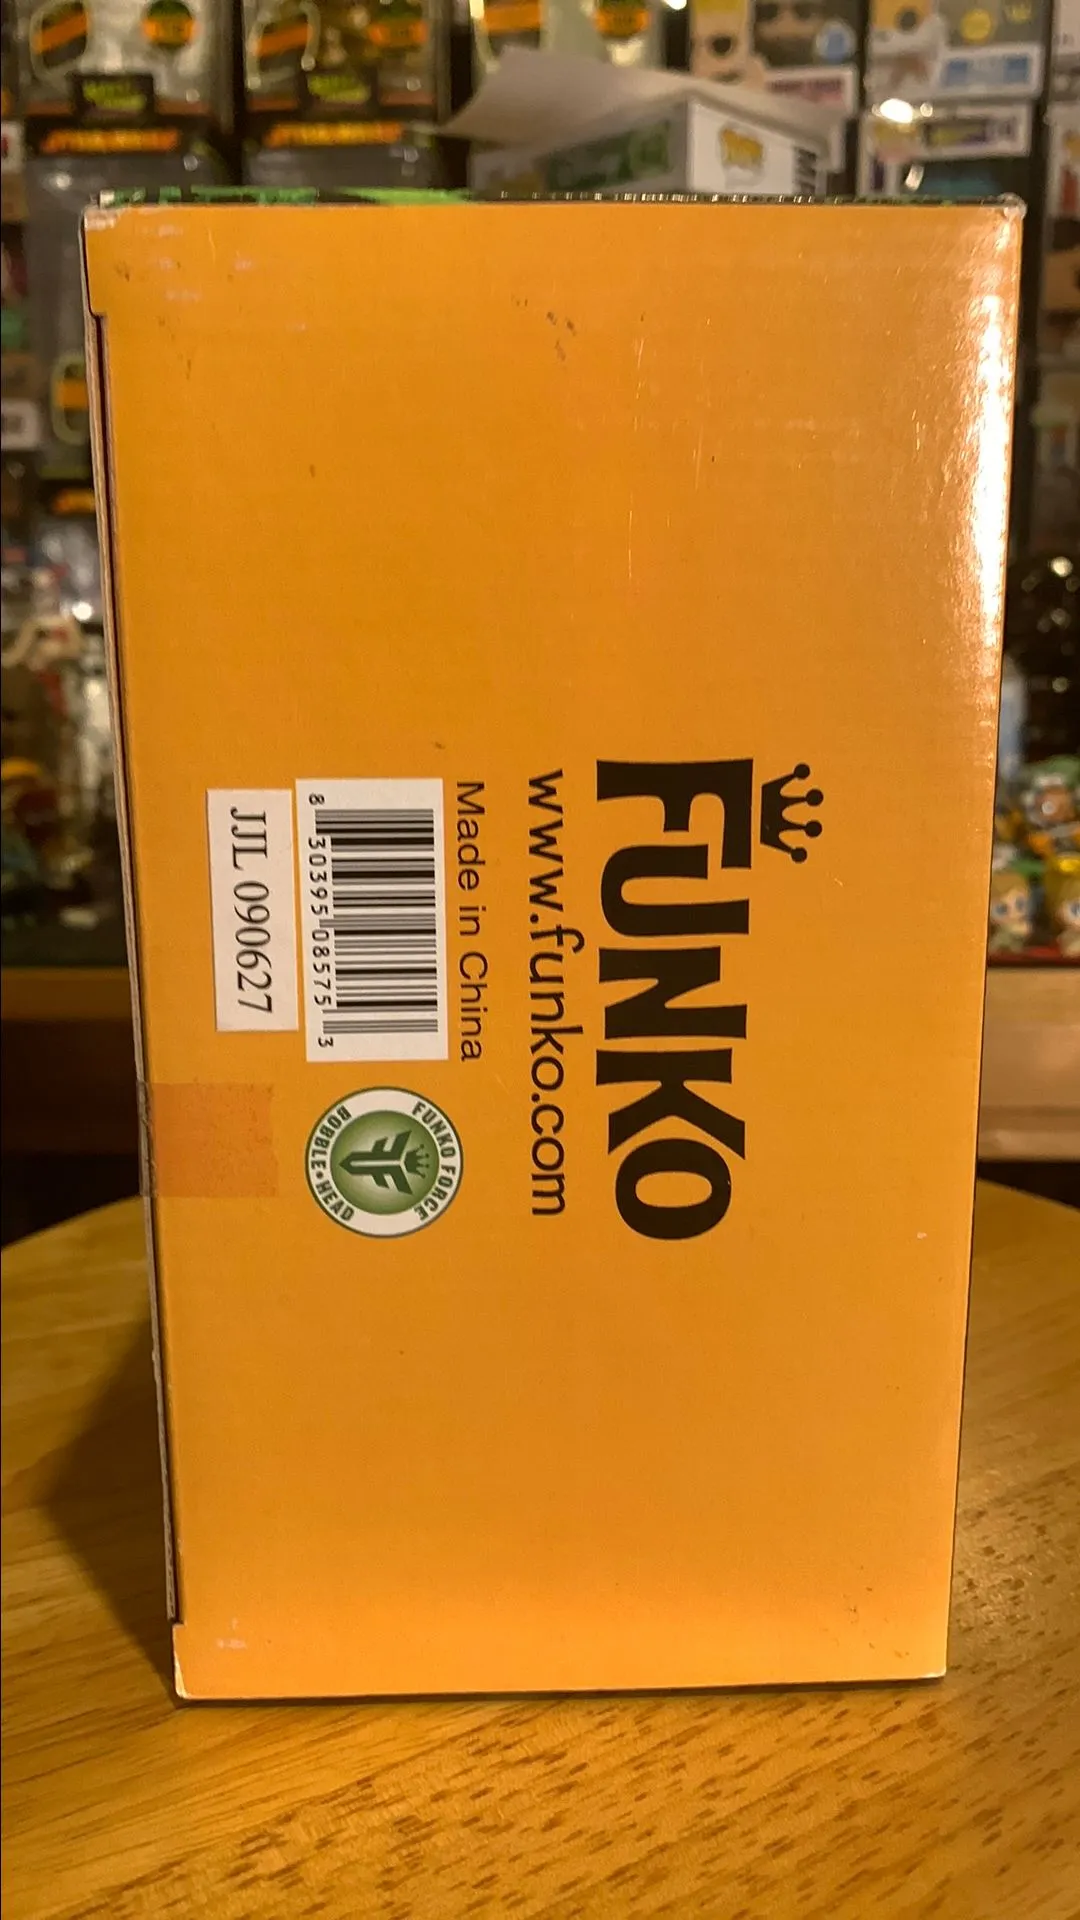 FUNKO
www.funko.com
Made in China
8 30395 08575 3
JJL 090627
FUNKO FORCE
BOBBLE-HEAD